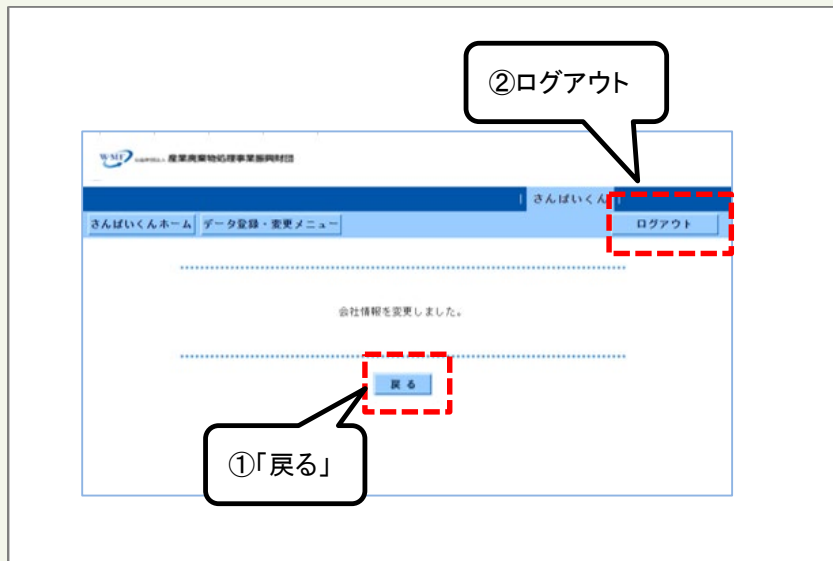 ②ログアウト
WMF 産業廃棄物処理事業振興財団
| さんぱいくん |
さんぱいくんホーム データ登録・変更メニュー ログアウト
会社情報を変更しました。
戻る
①「戻る」